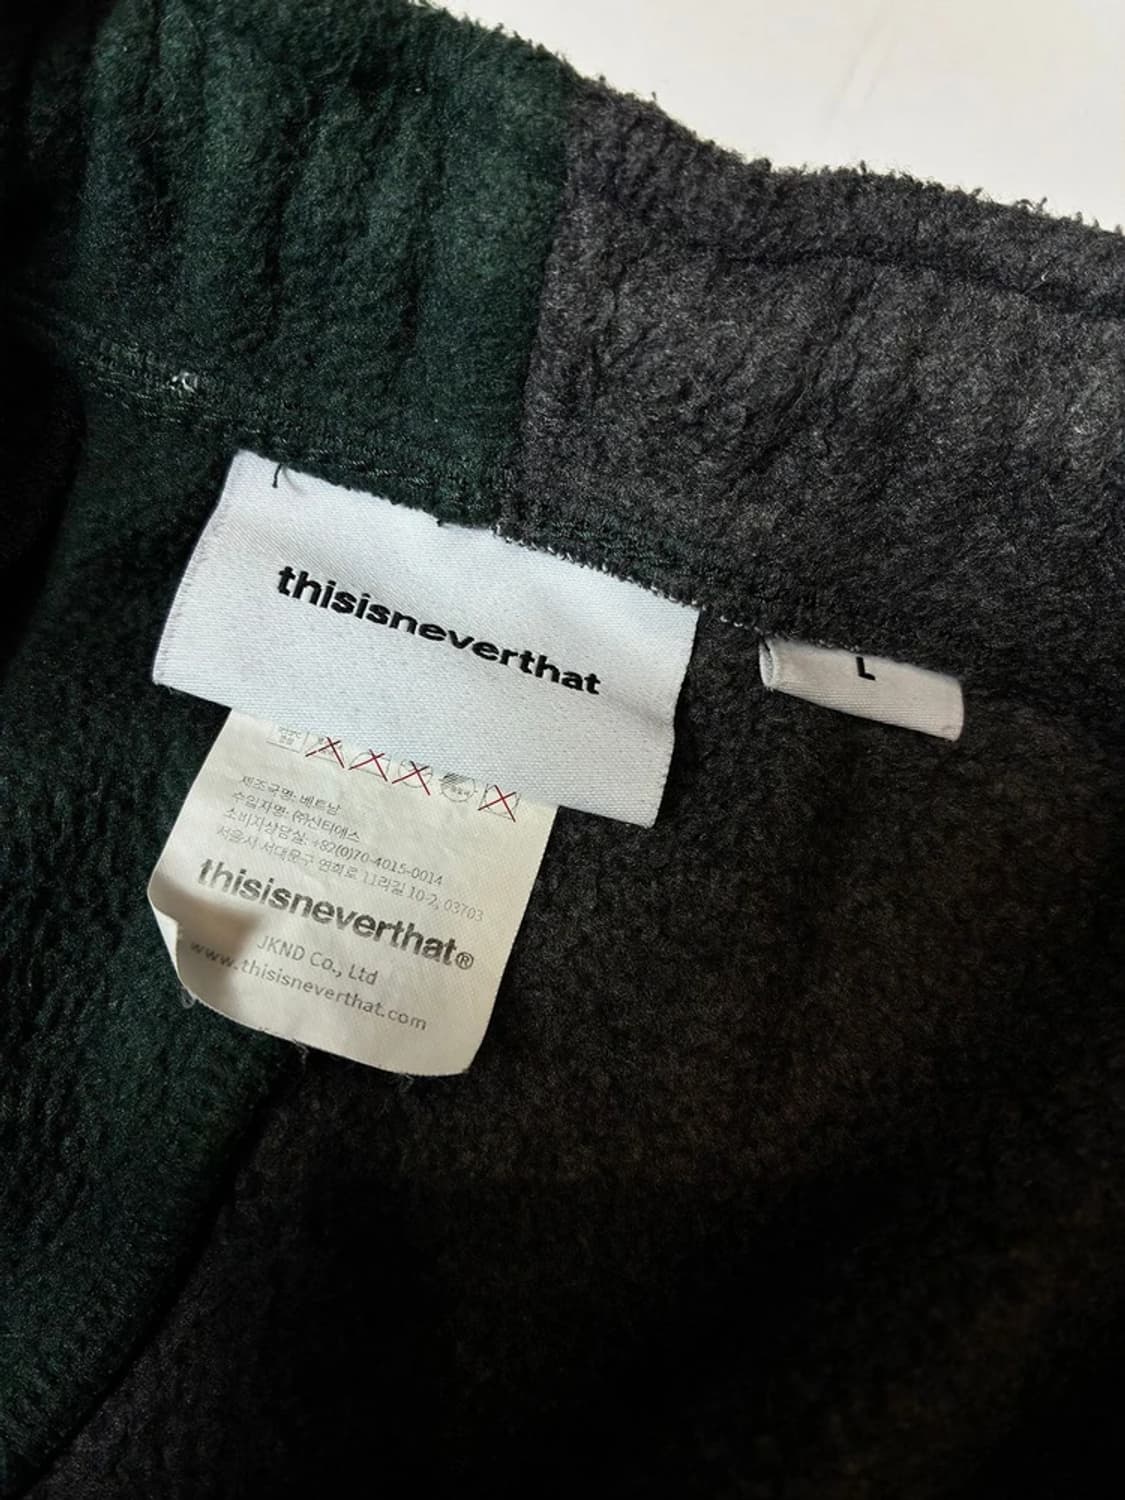 thisisneverthat
L
제조국명: 베트남
수입자명: ㈜신티에스
소비자상담실: +82(0)70-4015-0014
서울시 서대문구 연희로 11라길 10-2, 03703
thisisneverthat®
JKND Co., Ltd
www.thisisneverthat.com